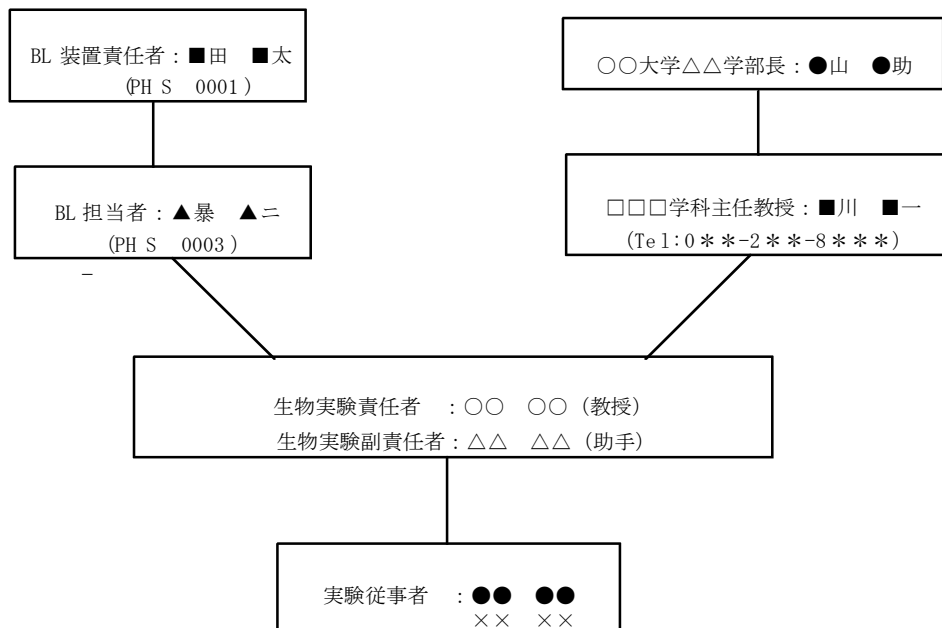 BL 装置責任者：■田　■太
(PHS　0001)
○○大学△△学部長：●山　●助
BL 担当者：▲暴　▲ニ
(PHS　0003)
□□□学科主任教授：■川　■一
(Tel:0＊＊-2＊＊-8＊＊＊)
生物実験責任者　：○○　○○（教授）
生物実験副責任者：△△　△△（助手）
実験従事者　：●●　●●
××　××